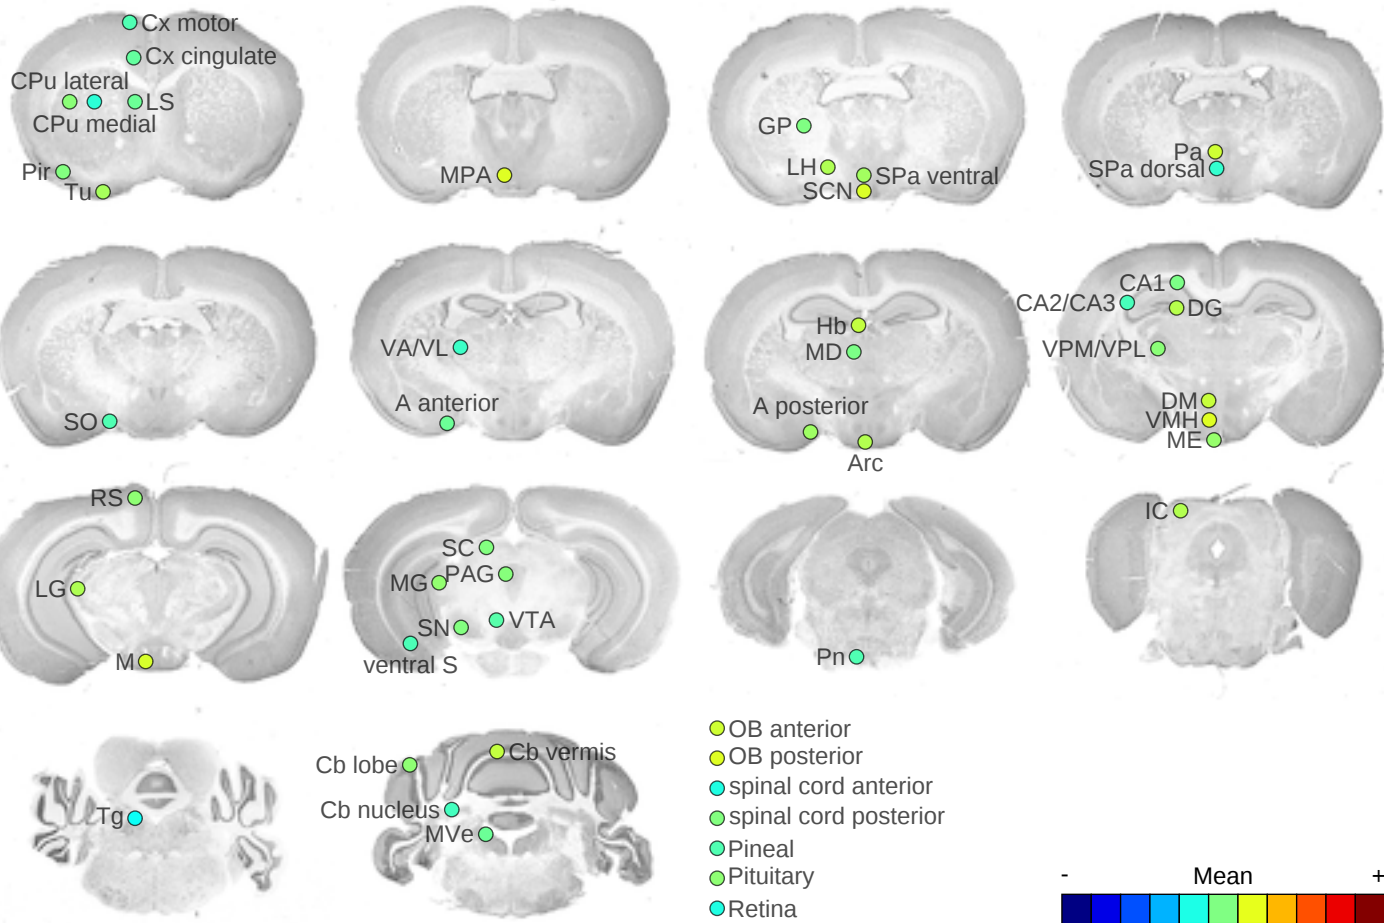 Cx motor
Cx cingulate
CPu lateral
LS
CPu medial
Pir
Tu
MPA
GP
LH
SPa ventral
SCN
Pa
SPa dorsal
SO
VA/VL
A anterior
Hb
MD
A posterior
Arc
CA1
CA2/CA3
DG
VPM/VPL
DM
VMH
ME
RS
LG
M
SC
MG
PAG
SN
VTA
ventral S
Pn
IC
Tg
Cb lobe
Cb vermis
Cb nucleus
MVe
OB anterior
OB posterior
spinal cord anterior
spinal cord posterior
Pineal
Pituitary
Retina
- Mean +